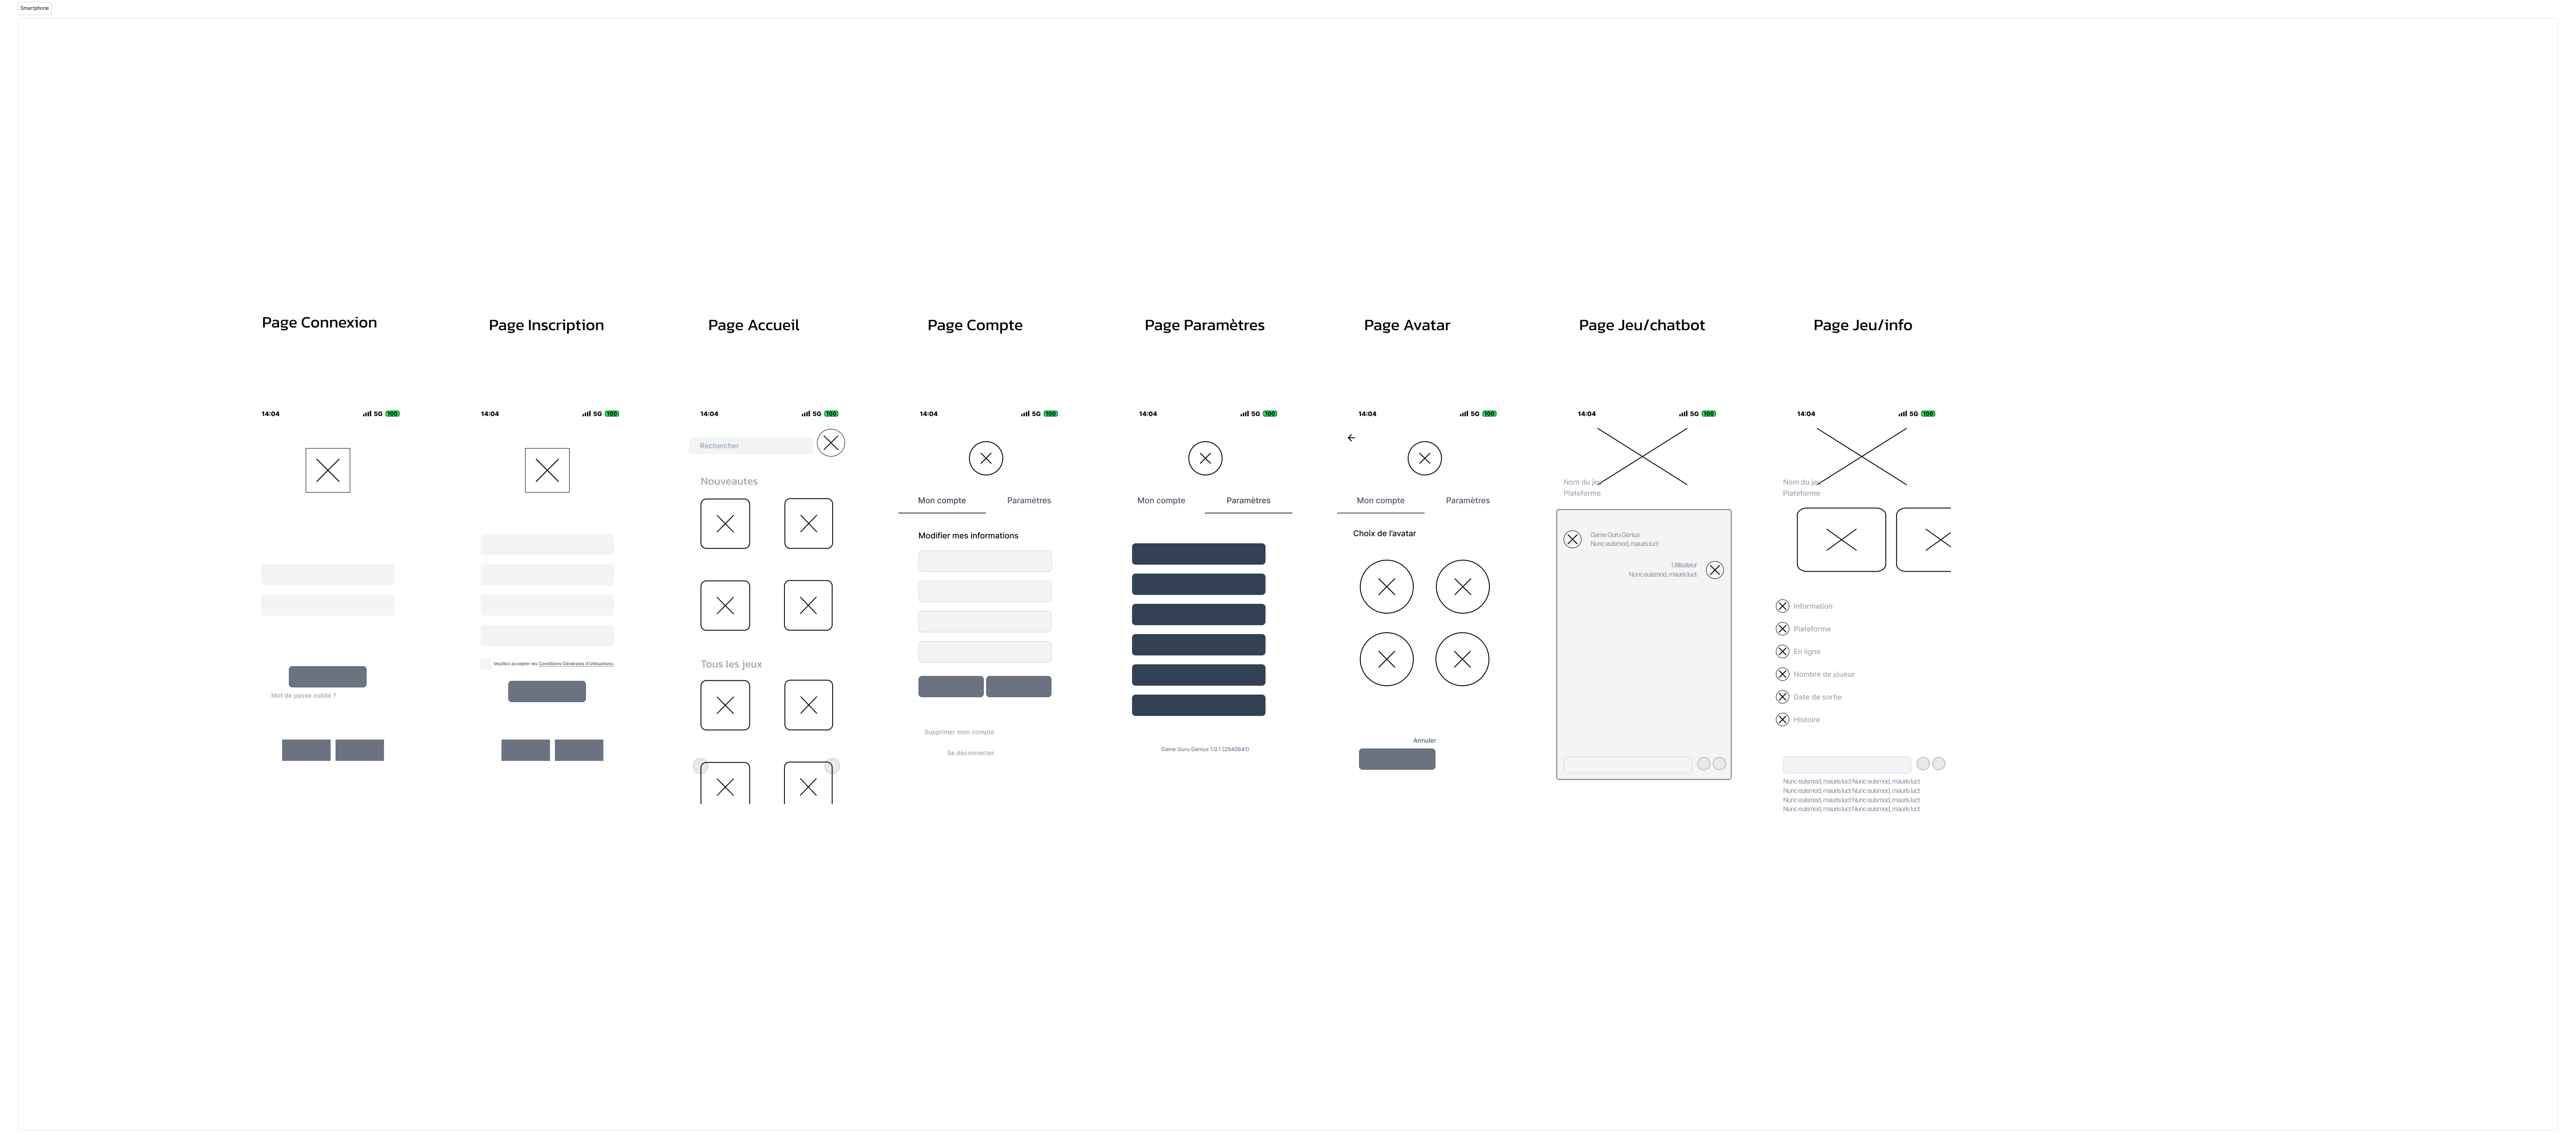 Smartphone
Page Connexion
Page Inscription
Page Accueil
Page Compte
Page Paramètres
Page Avatar
Page Jeu/chatbot
Page Jeu/info
14:04
5G 100
Mot de passe oublié ?
14:04
5G 100
Veuillez accepter les Conditions Générales d'Utilisations.
14:04
5G 100
Rechercher
Nouveautes
Tous les jeux
14:04
5G 100
Mon compte
Paramètres
Modifier mes informations
Supprimer mon compte
Se déconnecter
14:04
5G 100
Mon compte
Paramètres
Game Guru Genius 1.0.1 (2940641)
14:04
5G 100
Mon compte
Paramètres
Choix de l'avatar
Annuler
14:04
5G 100
Nom du jeu
Plateforme
Game Guru Genius
Nunc euismod, mauris luct
Utilisateur
Nunc euismod, mauris luct
14:04
5G 100
Nom du jeu
Plateforme
Information
Plateforme
En ligne
Nombre de joueur
Date de sortie
Histoire
Nunc euismod, mauris luct Nunc euismod, mauris luct
Nunc euismod, mauris luct Nunc euismod, mauris luct
Nunc euismod, mauris luct Nunc euismod, mauris luct
Nunc euismod, mauris luct Nunc euismod, mauris luct